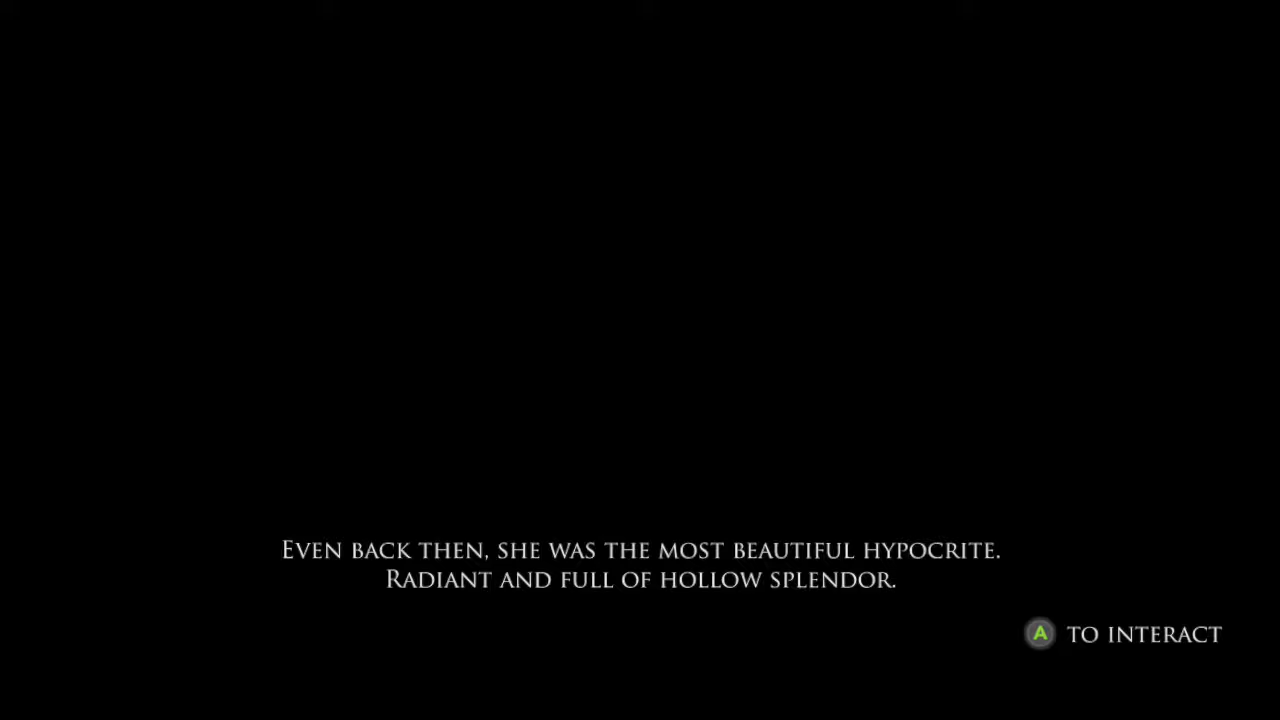 Even back then, she was the most beautiful hypocrite.
Radiant and full of hollow splendor.
A to interact